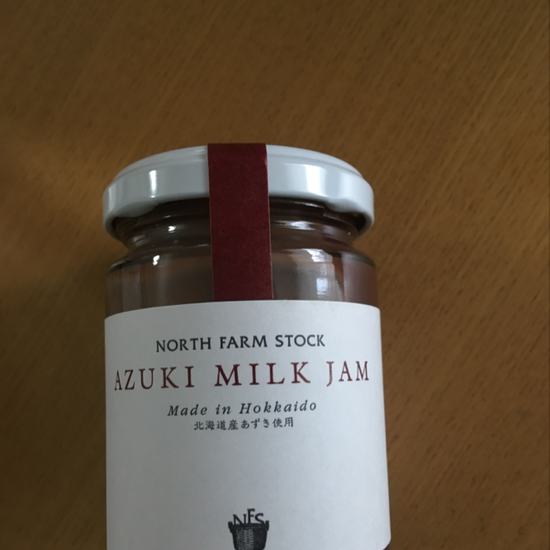 NORTH FARM STOCK
AZUKI MILK JAM
Made in Hokkaido
北海道産あずき使用
NFS